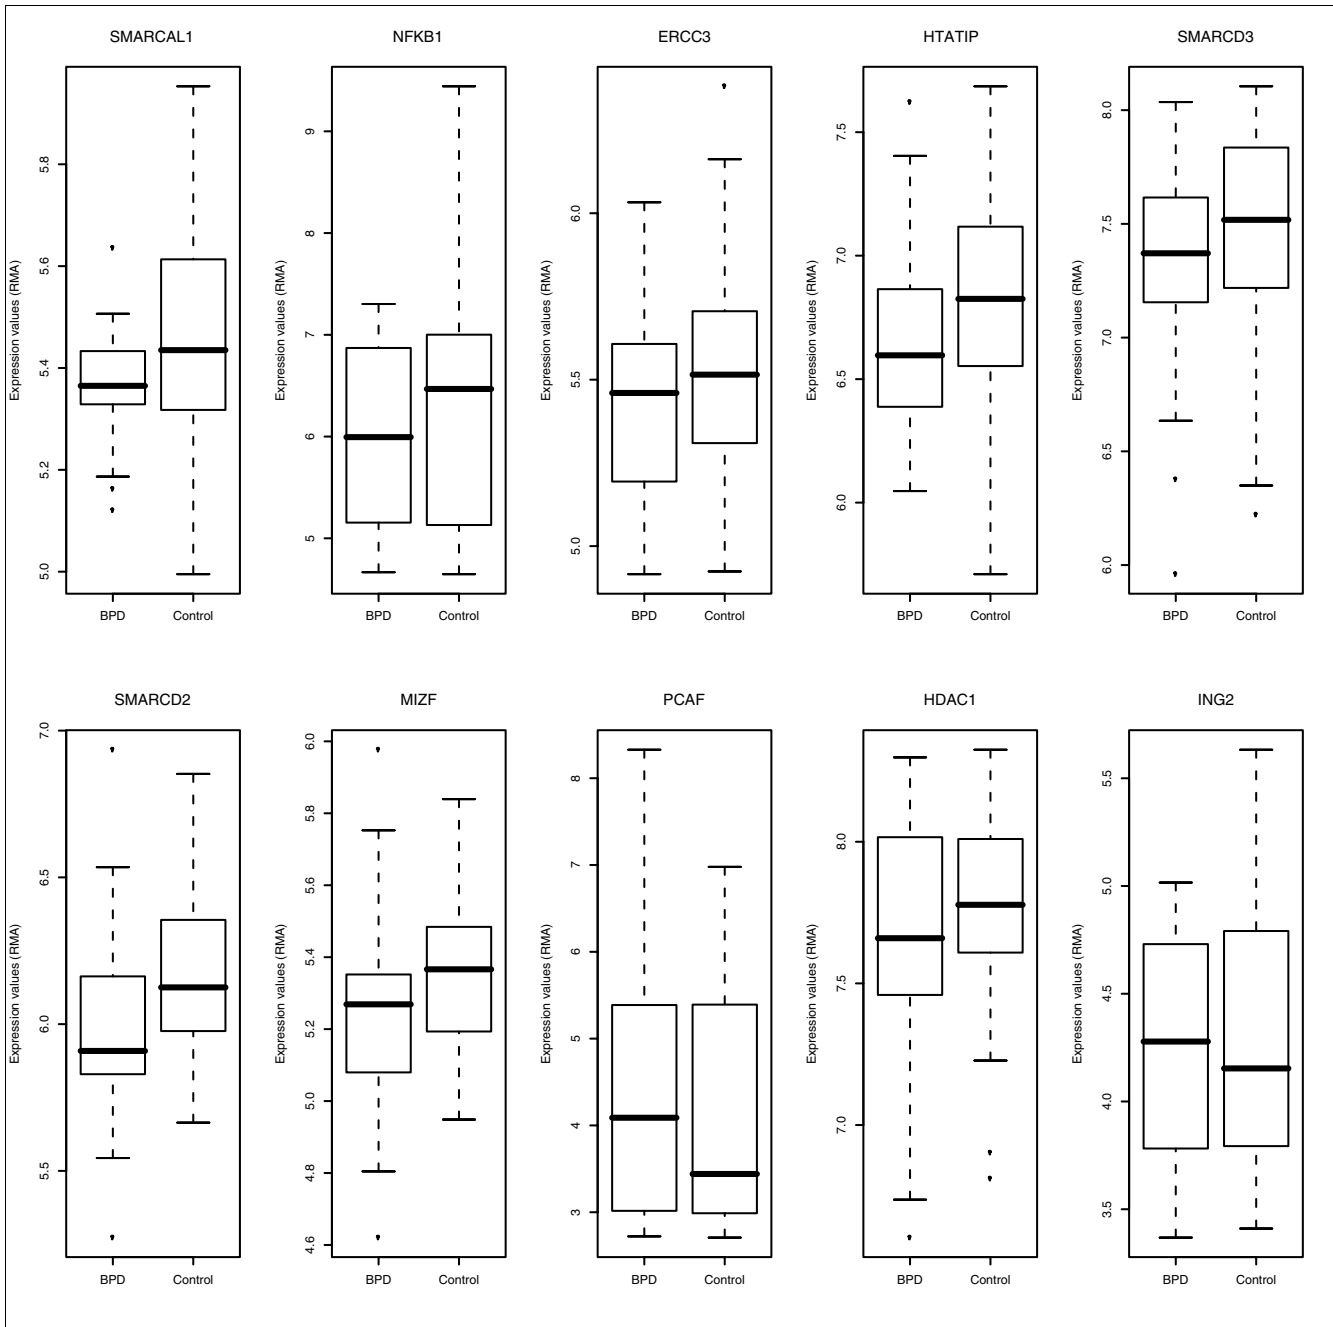 SMARCAL1
Expression values (RMA)
5.0 5.2 5.4 5.6 5.8
BPD Control
NFKB1
Expression values (RMA)
5 6 7 8 9
BPD Control
ERCC3
Expression values (RMA)
5.0 5.5 6.0
BPD Control
HTATIP
Expression values (RMA)
6.0 6.5 7.0 7.5
BPD Control
SMARCD3
Expression values (RMA)
6.0 6.5 7.0 7.5 8.0
BPD Control
SMARCD2
Expression values (RMA)
5.5 6.0 6.5 7.0
BPD Control
MIZF
Expression values (RMA)
4.6 4.8 5.0 5.2 5.4 5.6 5.8 6.0
BPD Control
PCAF
Expression values (RMA)
3 4 5 6 7 8
BPD Control
HDAC1
Expression values (RMA)
7.0 7.5 8.0
BPD Control
ING2
Expression values (RMA)
3.5 4.0 4.5 5.0 5.5
BPD Control